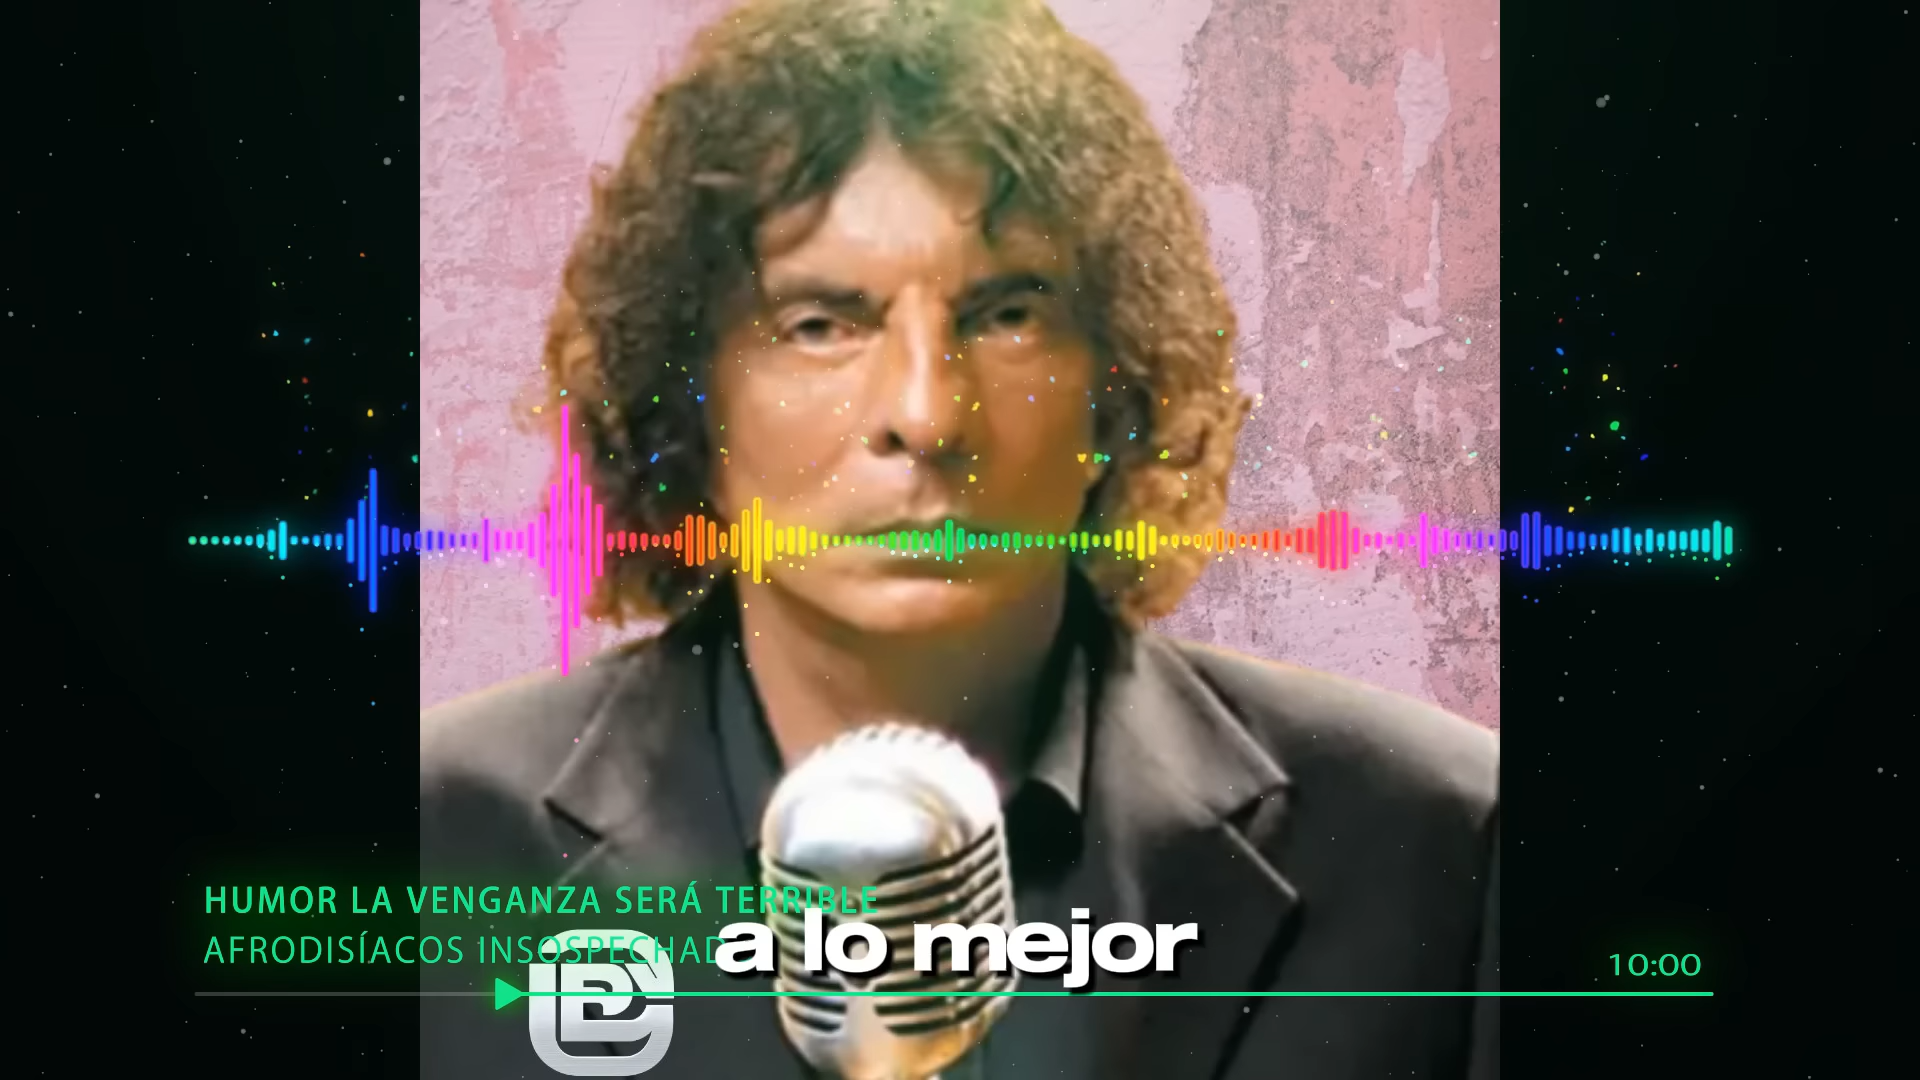 HUMOR LA VENGANZA SERÁ TERRIBLE
AFRODISÍACOS INSOSPECHAD
a lo mejor
10:00